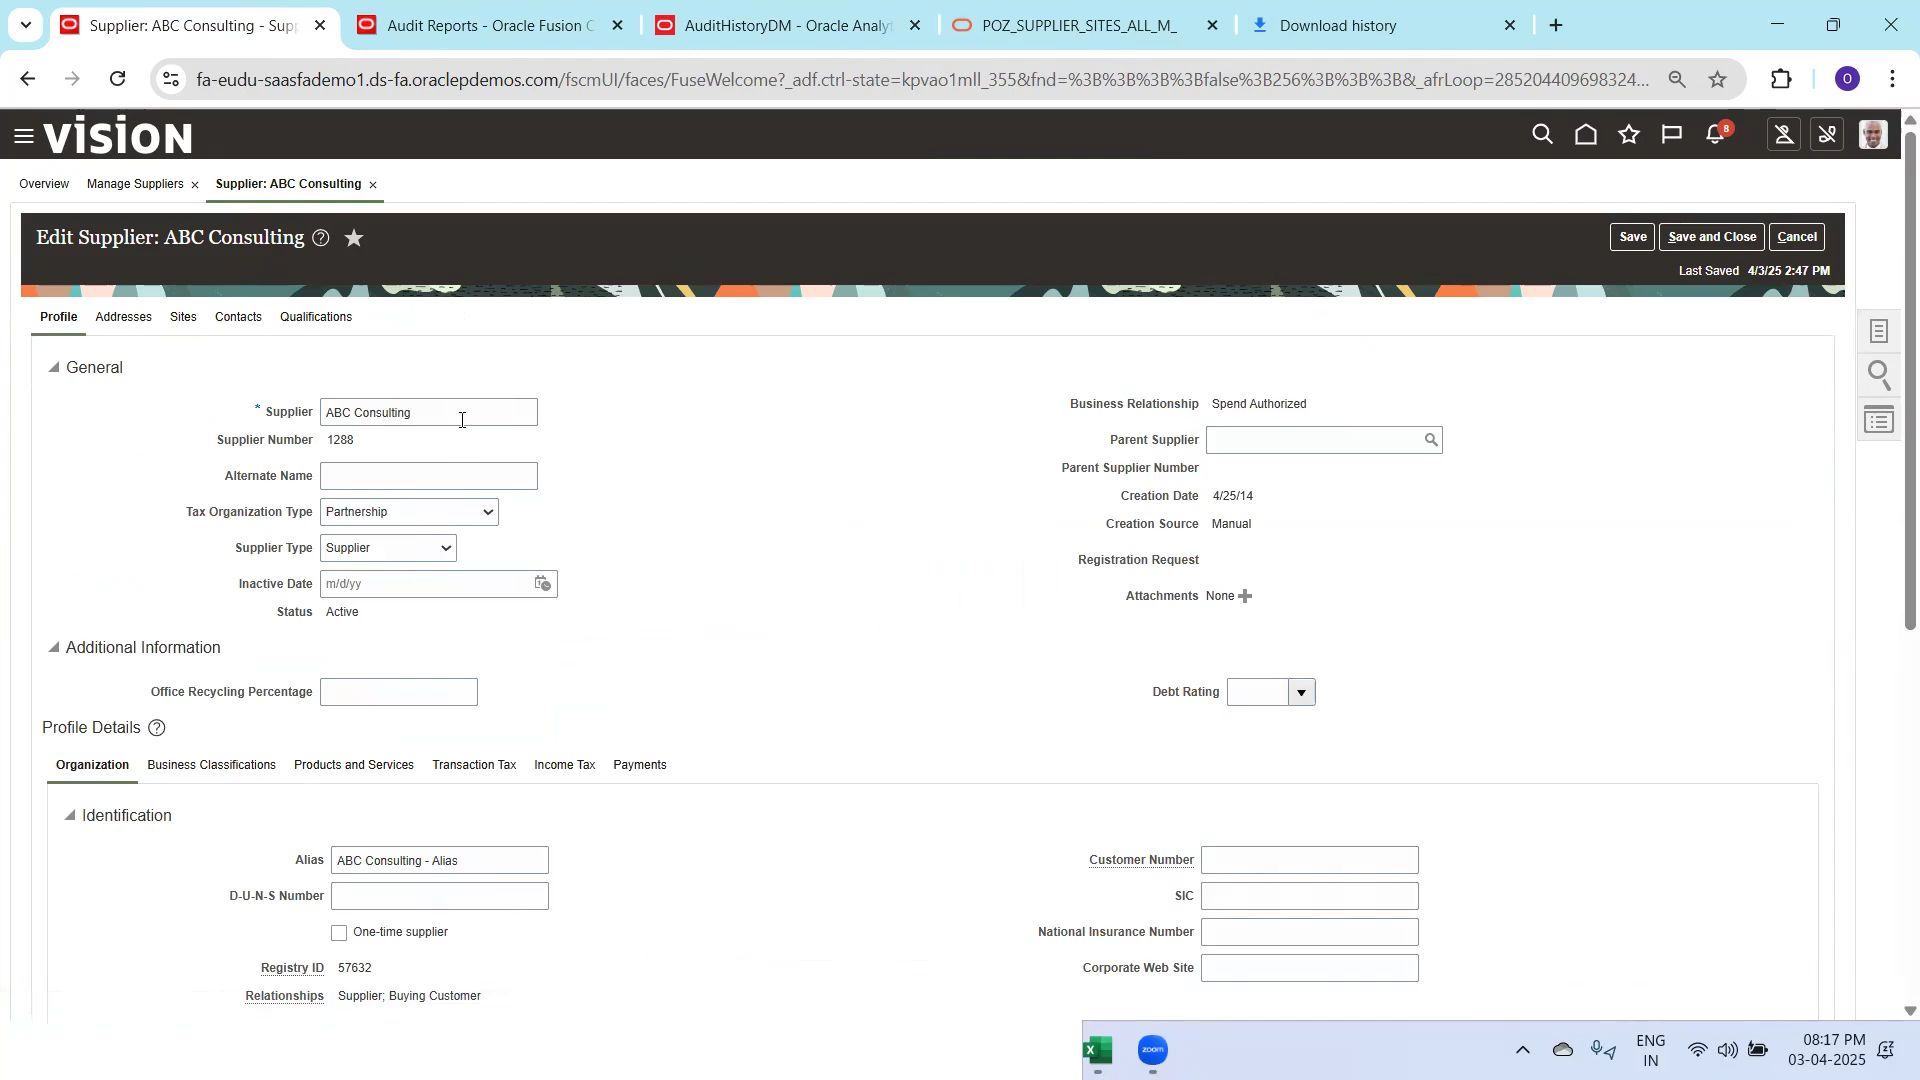 Supplier: ABC Consulting - Sup
Audit Reports - Oracle Fusion C
AuditHistoryDM - Oracle Analyt
POZ_SUPPLIER_SITES_ALL_M_
Download history
fa-eudu-saasfademo1.ds-fa.oraclepdemos.com/fscmUI/faces/FuseWelcome?_adf.ctrl-state=kpvao1mll_355&fnd=%3B%3B%3B%3Bfalse%3B256%3B%3B%3B&_afrLoop=285204409698324...
O
VISION
8
Overview Manage Suppliers Supplier: ABC Consulting
Edit Supplier: ABC Consulting
Save Save and Close Cancel
Last Saved 4/3/25 2:47 PM
Profile Addresses Sites Contacts Qualifications
General
* Supplier ABC Consulting
Business Relationship Spend Authorized
Supplier Number 1288
Parent Supplier
Parent Supplier Number
Alternate Name
Creation Date 4/25/14
Tax Organization Type Partnership
Creation Source Manual
Supplier Type Supplier
Registration Request
Inactive Date m/d/yy
Attachments None
Status Active
Additional Information
Office Recycling Percentage
Debt Rating
Profile Details
Organization Business Classifications Products and Services Transaction Tax Income Tax Payments
Identification
Alias ABC Consulting - Alias
Customer Number
D-U-N-S Number
SIC
One-time supplier
National Insurance Number
Registry ID 57632
Corporate Web Site
Relationships Supplier; Buying Customer
zoom
ENG
IN
08:17 PM
03-04-2025